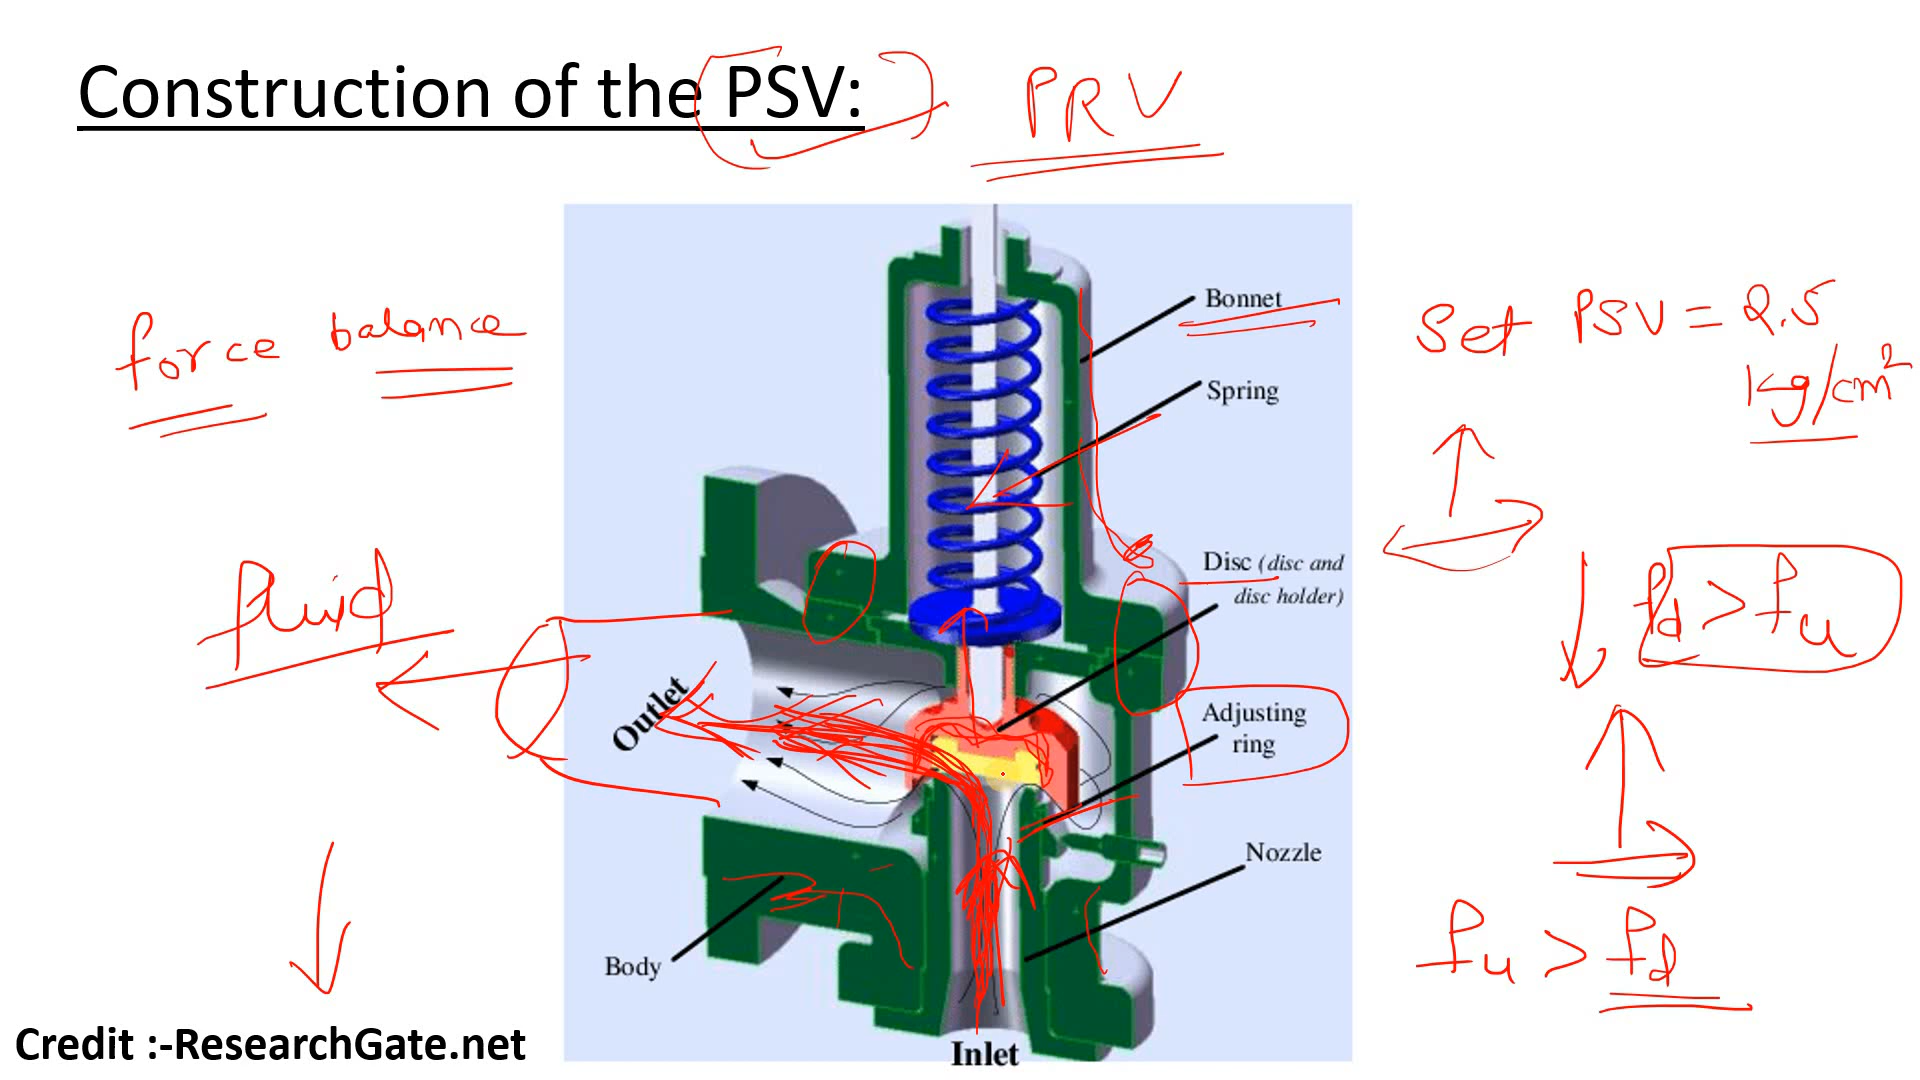 Construction of the PSV:
PRV
force balance
Bonnet
Spring
Set PSV = 2.5
kg/cm²
Disc (disc and
disc holder)
fd > fu
fluid
Outlet
Adjusting
ring
Nozzle
Body
fu > fd
Credit :-ResearchGate.net
Inlet